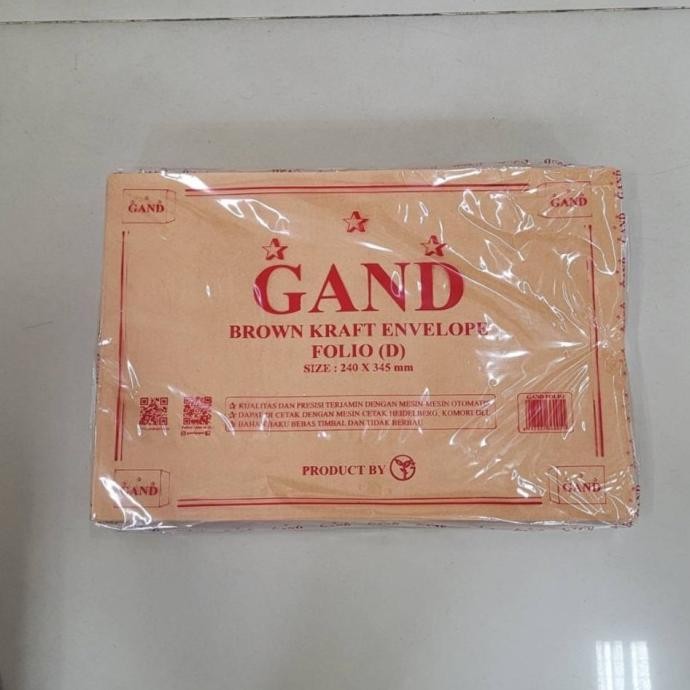 GAND
GAND
GAND
BROWN KRAFT ENVELOPE
FOLIO (D)
SIZE : 240 X 345 mm
KUALITAS DAN PRESISI TERJAMIN DENGAN MESIN-MESIN OTOMATIS
DAPAT DI CETAK DENGAN MESIN CETAK HEIDELBERG, KOMORI DLL
BAHAN BAKU BEBAS TIMBAL DAN TIDAK BERBAU
GAND FOLIO
PRODUCT BY
GAND
GAND